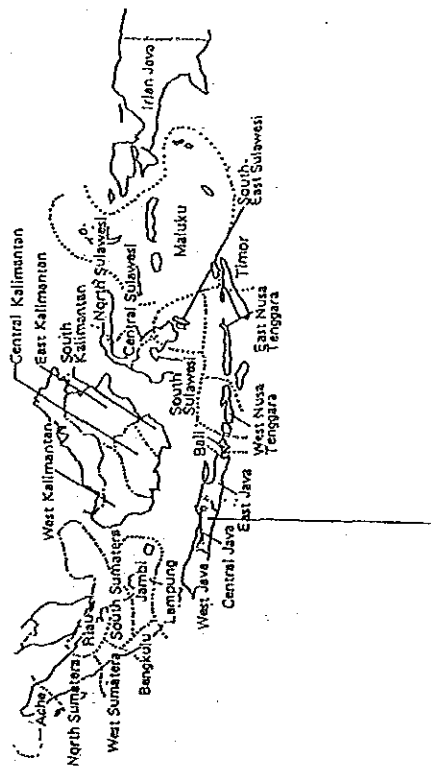 Ache
North Sumatera
Riau
West Sumatera
South Sumatera
Jambi
Bengkulu
Lampung
West Kalimantan
Central Kalimantan
East Kalimantan
South
Kalimantan
North Sulawesi
Central Sulawesi
South
Sulawesi
South-
East Sulawesi
Maluku
Irian Java
West Java
Central Java
East Java
Bali
West Nusa
Tenggara
East Nusa
Tenggara
Timor